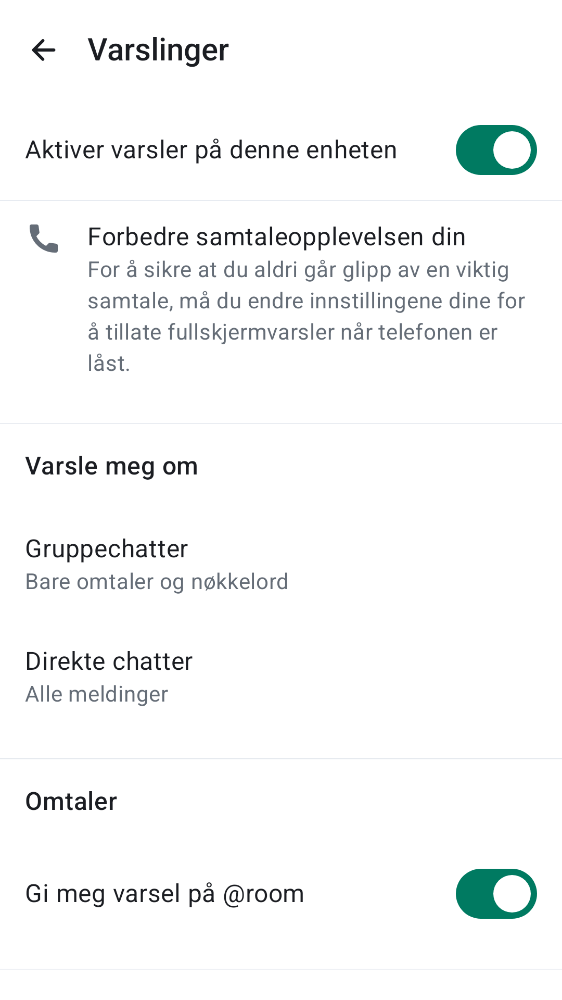 Varslinger
Aktiver varsler på denne enheten
Forbedre samtaleopplevelsen din
For å sikre at du aldri går glipp av en viktig
samtale, må du endre innstillingene dine for
å tillate fullskjermvarsler når telefonen er
låst.
Varsle meg om
Gruppechatter
Bare omtaler og nøkkelord
Direkte chatter
Alle meldinger
Omtaler
Gi meg varsel på @room